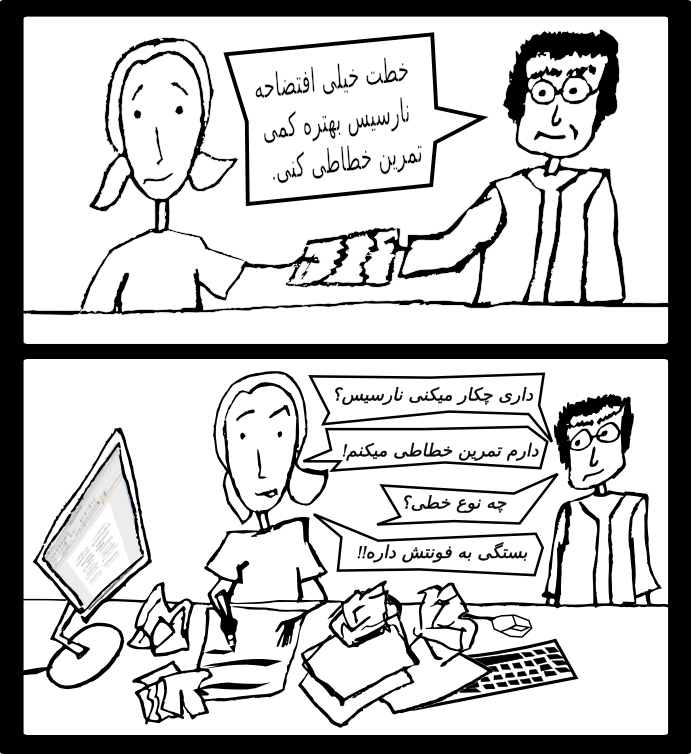 خطت خیلی افتضاحه
نارسیس بهتره کمی
تمرین خطاطی کنی.
داری چکار میکنی نارسیس؟
دارم تمرین خطاطی میکنم!
چه نوع خطی؟
بستگی به فونتش داره!!